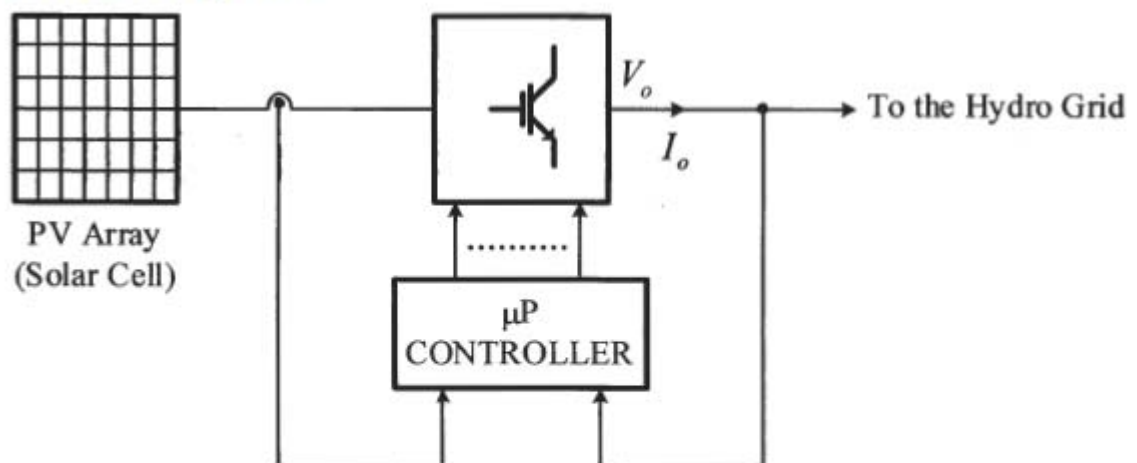 V_o
I_o
To the Hydro Grid
PV Array
(Solar Cell)
μP
CONTROLLER